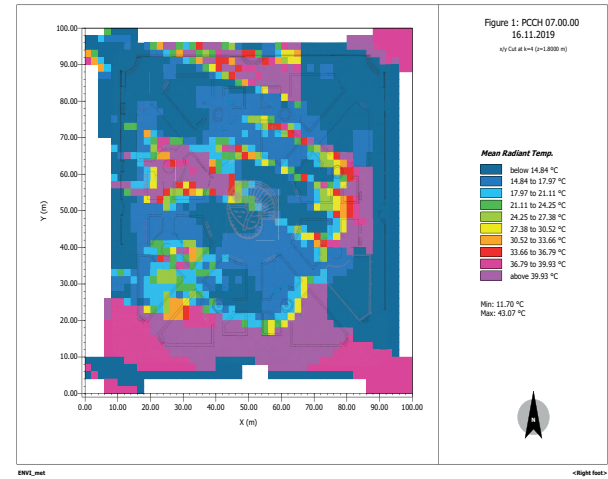 Figure 1: PCCH 07.00.00
16.11.2019
x/y Cut at k=4 (z=1.8000 m)
100.00
90.00
80.00
70.00
60.00
50.00
40.00
30.00
20.00
10.00
0.00
Y (m)
0.00 10.00 20.00 30.00 40.00 50.00 60.00 70.00 80.00 90.00 100.00
X (m)
Mean Radiant Temp.
below 14.84 °C
14.84 to 17.97 °C
17.97 to 21.11 °C
21.11 to 24.25 °C
24.25 to 27.38 °C
27.38 to 30.52 °C
30.52 to 33.66 °C
33.66 to 36.79 °C
36.79 to 39.93 °C
above 39.93 °C
Min: 11.70 °C
Max: 43.07 °C
N
ENVI_met
<Right foot>